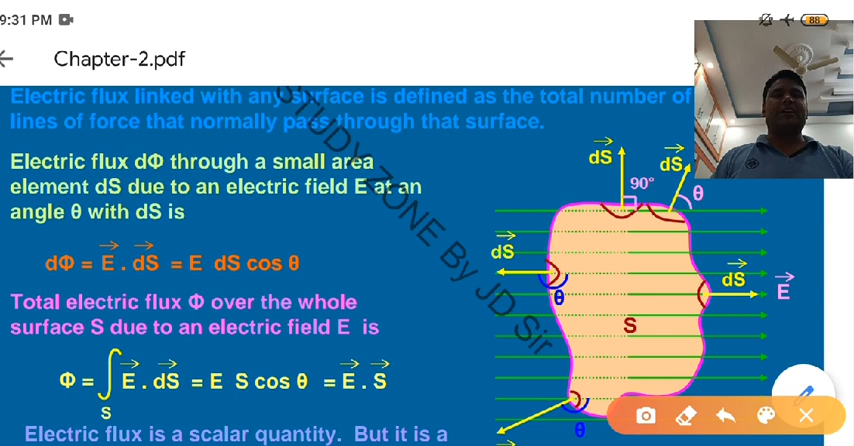 9:31 PM
88
Chapter-2.pdf
Electric flux linked with any surface is defined as the total number of
lines of force that normally pass through that surface.
Electric flux dΦ through a small area
element dS due to an electric field E at an
angle θ with dS is
dΦ = E . dS = E dS cos θ
Total electric flux Φ over the whole
surface S due to an electric field E is
Φ = ∫ E . dS = E S cos θ = E . S
S
Electric flux is a scalar quantity. But it is a
dS
dS
90°
θ
dS
θ
dS
E
S
θ
STUDY ZONE By JD Sir